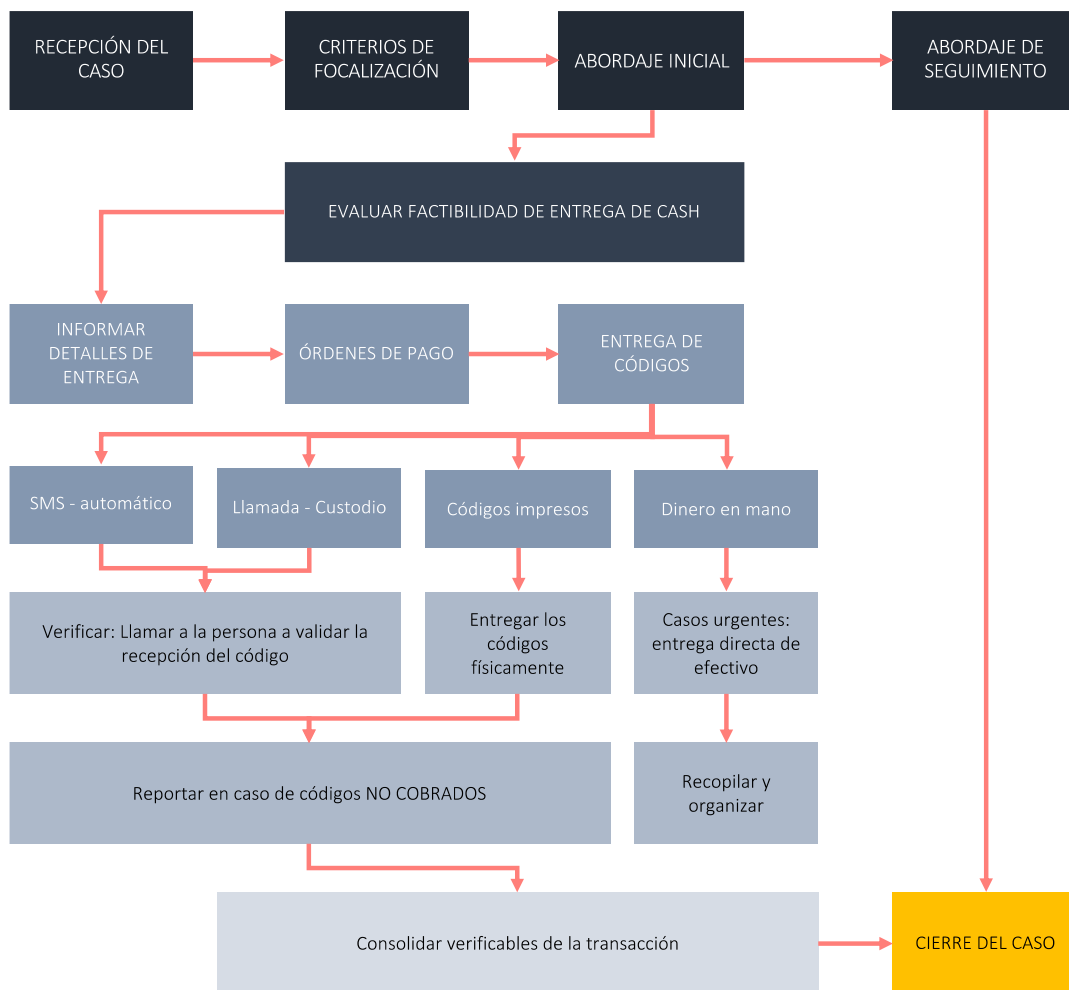 RECEPCIÓN DEL
CASO
CRITERIOS DE
FOCALIZACIÓN
ABORDAJE INICIAL
ABORDAJE DE
SEGUIMIENTO
EVALUAR FACTIBILIDAD DE ENTREGA DE CASH
INFORMAR
DETALLES DE
ENTREGA
ÓRDENES DE PAGO
ENTREGA DE
CÓDIGOS
SMS - automático
Llamada - Custodio
Códigos impresos
Dinero en mano
Verificar: Llamar a la persona a validar la
recepción del código
Entregar los
códigos
físicamente
Casos urgentes:
entrega directa de
efectivo
Reportar en caso de códigos NO COBRADOS
Recopilar y
organizar
Consolidar verificables de la transacción
CIERRE DEL CASO